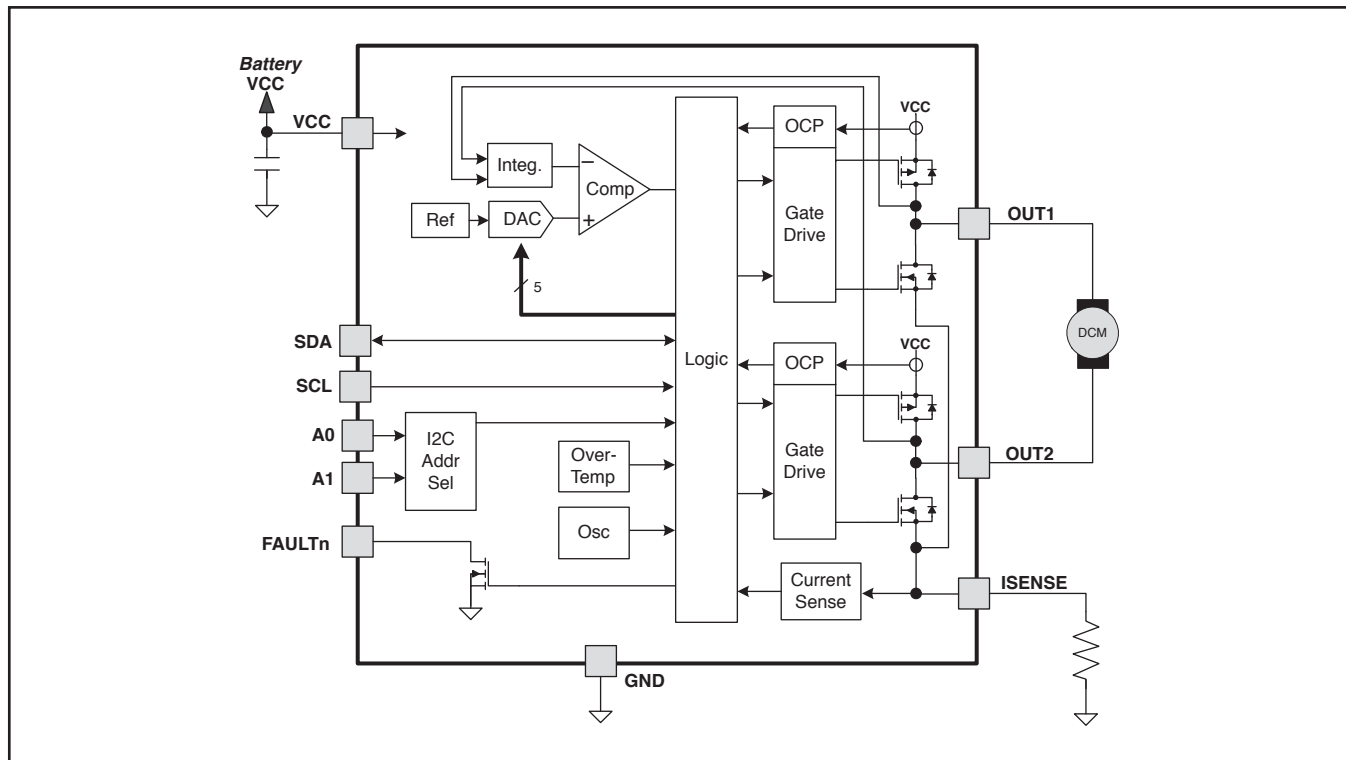 Battery
VCC
VCC
Integ.
Comp
−
+
Ref
DAC
5
Logic
OCP
Gate
Drive
VCC
OUT1
DCM
OCP
Gate
Drive
VCC
OUT2
SDA
SCL
A0
A1
I2C
Addr
Sel
Over-
Temp
Osc
FAULTn
Current
Sense
ISENSE
GND